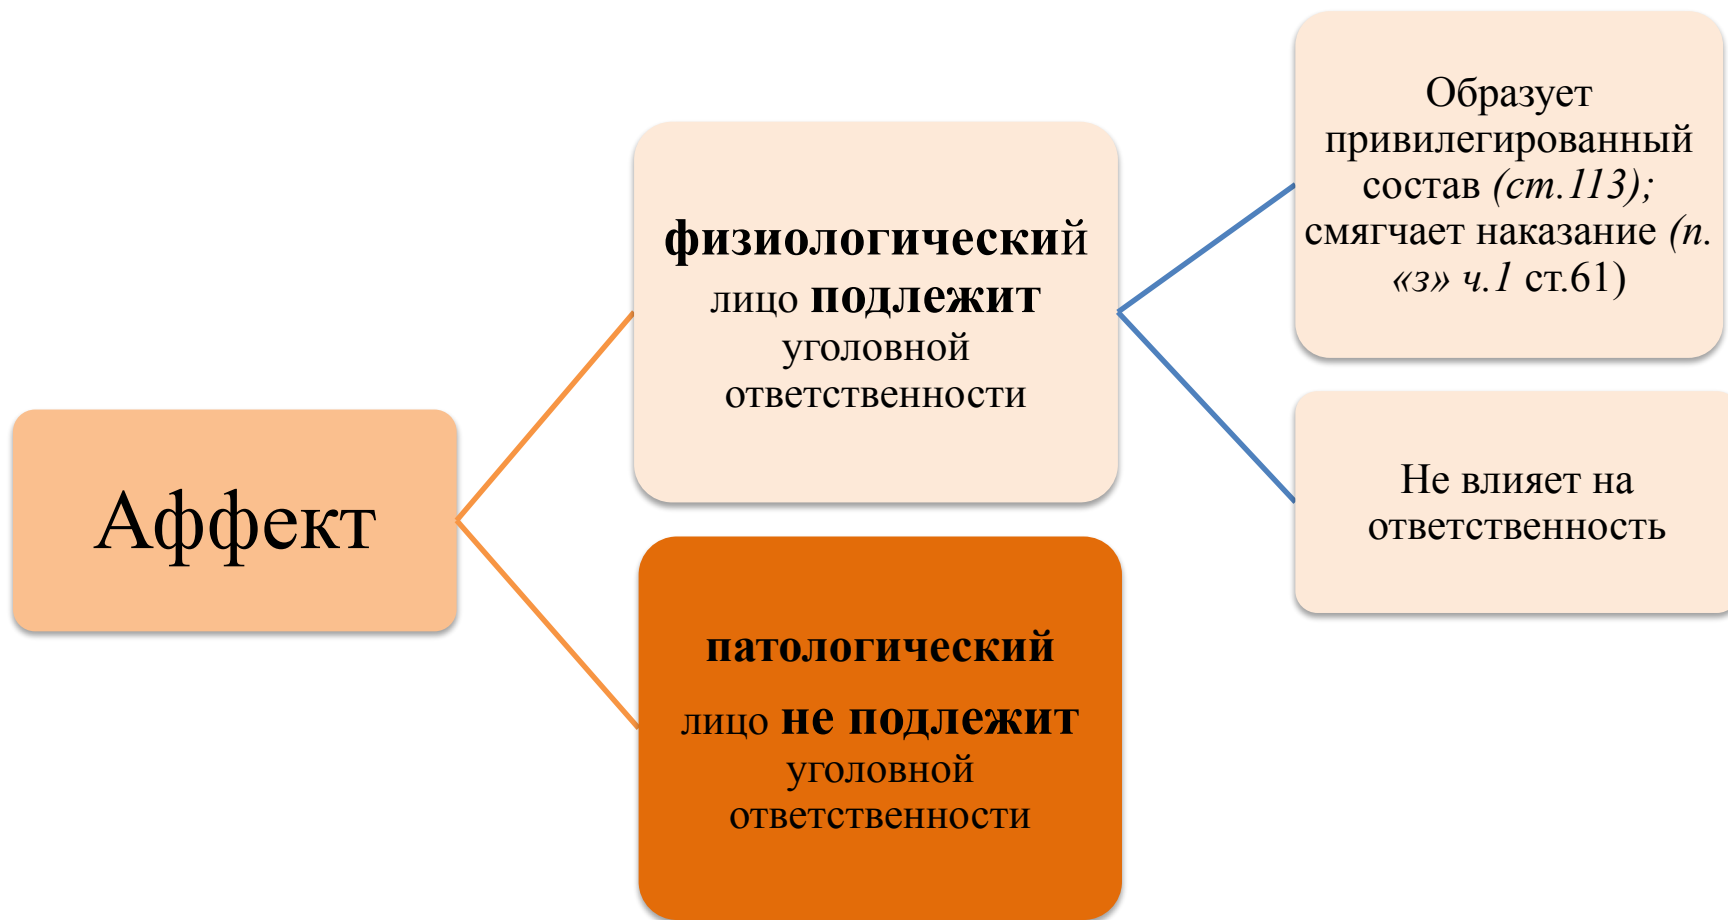 Аффект
физиологический
лицо подлежит
уголовной
ответственности
патологический
лицо не подлежит
уголовной
ответственности
Образует
привилегированный
состав (ст.113);
смягчает наказание (п.
«з» ч.1 ст.61)
Не влияет на
ответственность